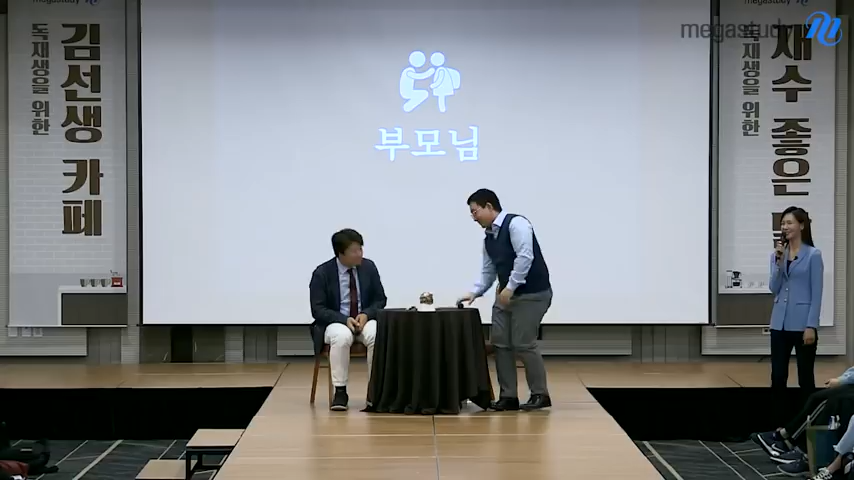 megastudy
megastudy
megastudy
독재생을 위한
김선생 카페
부모님
독재생을 위한
재수 좋은